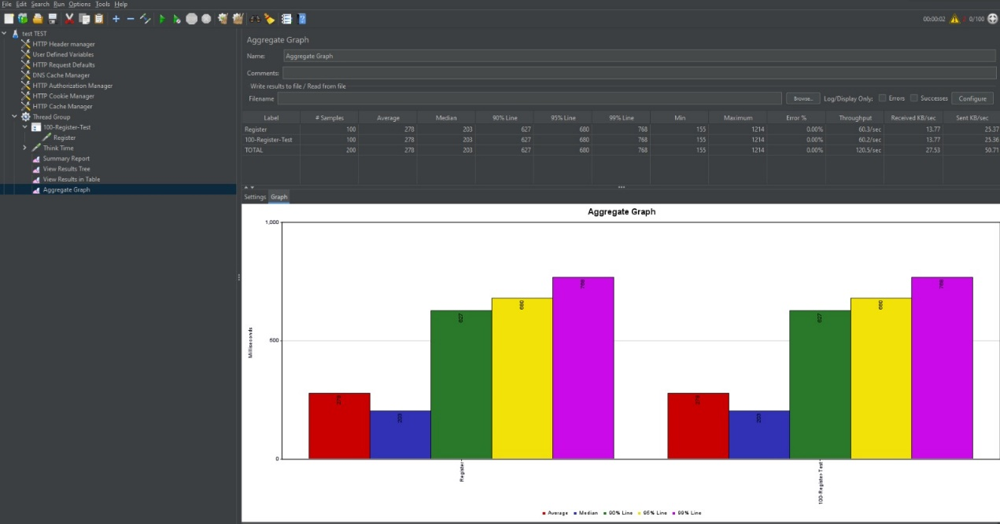 File Edit Search Run Options Tools Help
00:00:02 0/100
test TEST
HTTP Header manager
User Defined Variables
HTTP Request Defaults
DNS Cache Manager
HTTP Authorization Manager
HTTP Cookie Manager
HTTP Cache Manager
Thread Group
100-Register-Test
Register
Think Time
Summary Report
View Results Tree
View Results in Table
Aggregate Graph
Aggregate Graph
Name: Aggregate Graph
Comments:
Write results to file / Read from file
Filename Browse... Log/Display Only: Errors Successes Configure
Label # Samples Average Median 90% Line 95% Line 99% Line Min Maximum Error % Throughput Received KB/sec Sent KB/sec
Register 100 278 203 627 680 768 155 1214 0.00% 60.3/sec 13.77 25.37
100-Register-Test 100 278 203 627 680 768 155 1214 0.00% 60.2/sec 13.77 25.36
TOTAL 200 278 203 627 680 768 155 1214 0.00% 120.5/sec 27.53 50.71
Settings Graph
Aggregate Graph
1,000
500
0
Milliseconds
278 203 627 680 768
278 203 627 680 768
Register
100-Register-Test
Average Median 90% Line 95% Line 99% Line